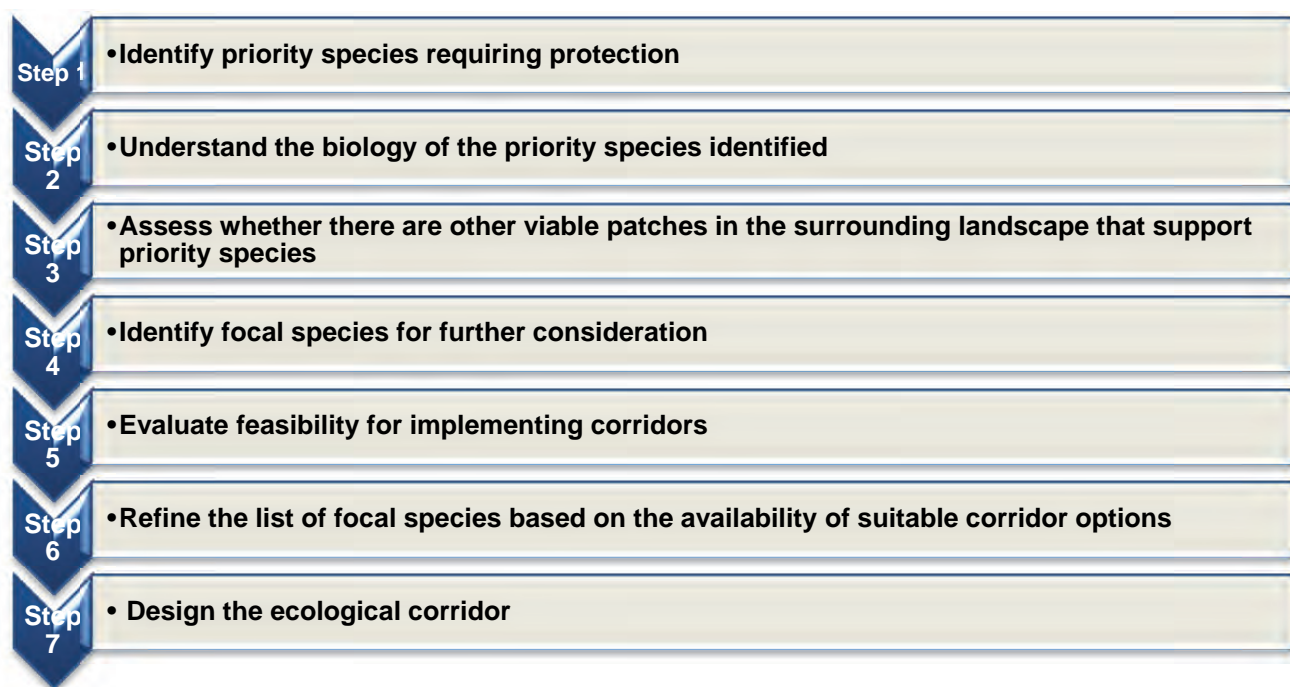 Step 1
•Identify priority species requiring protection
Step
2
•Understand the biology of the priority species identified
Step
3
•Assess whether there are other viable patches in the surrounding landscape that support
priority species
Step
4
•Identify focal species for further consideration
Step
5
•Evaluate feasibility for implementing corridors
Step
6
•Refine the list of focal species based on the availability of suitable corridor options
Step
7
• Design the ecological corridor